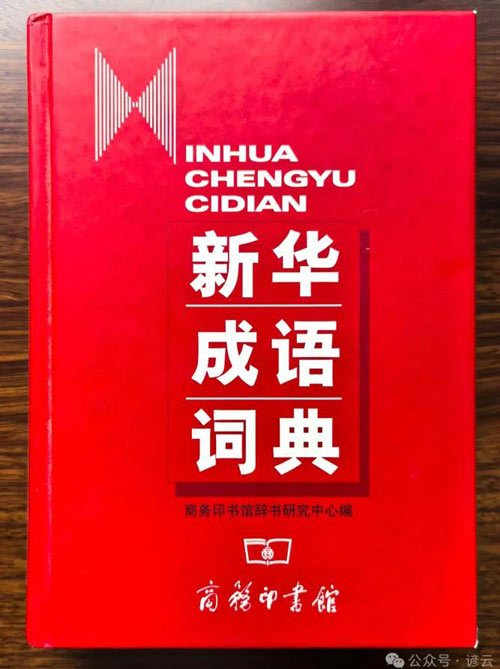 XINHUA
CHENGYU
CIDIAN
新华
成语
词典
商务印书馆辞书研究中心编
商務印書館
公众号 · 谚云